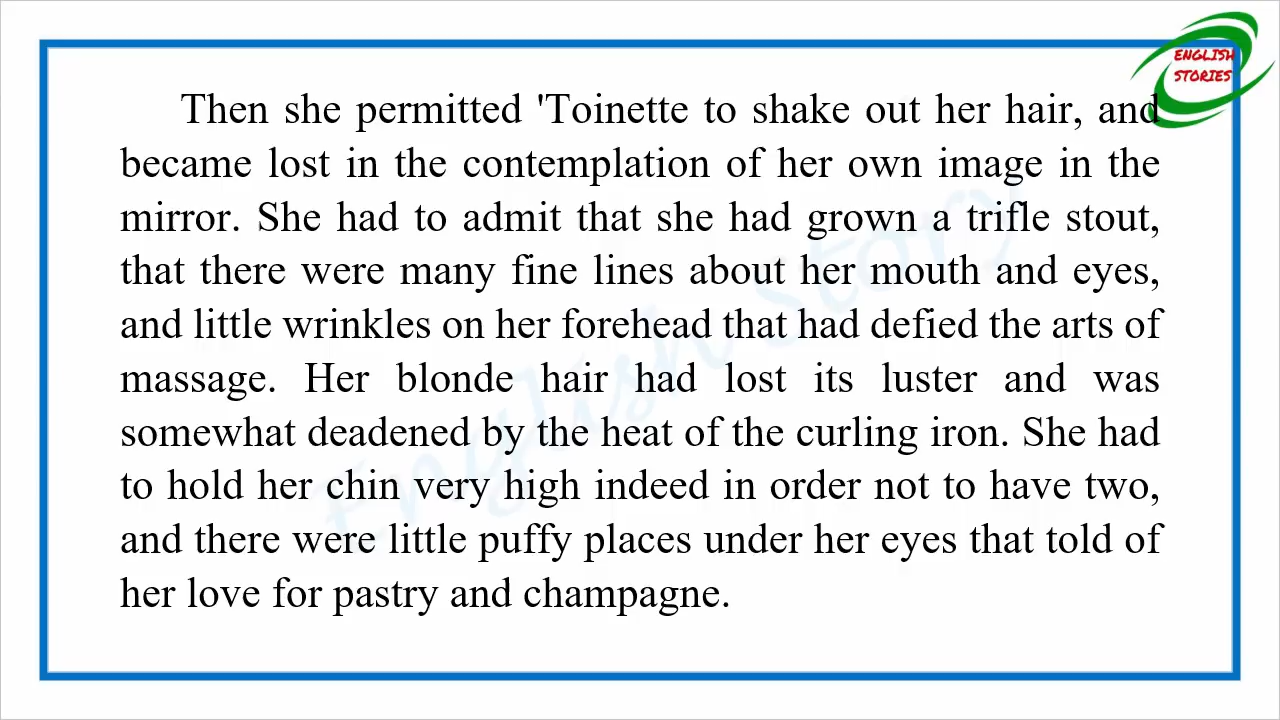 ENGLISH
STORIES
Then she permitted 'Toinette to shake out her hair, and
became lost in the contemplation of her own image in the
mirror. She had to admit that she had grown a trifle stout,
that there were many fine lines about her mouth and eyes,
and little wrinkles on her forehead that had defied the arts of
massage. Her blonde hair had lost its luster and was
somewhat deadened by the heat of the curling iron. She had
to hold her chin very high indeed in order not to have two,
and there were little puffy places under her eyes that told of
her love for pastry and champagne.
English Story